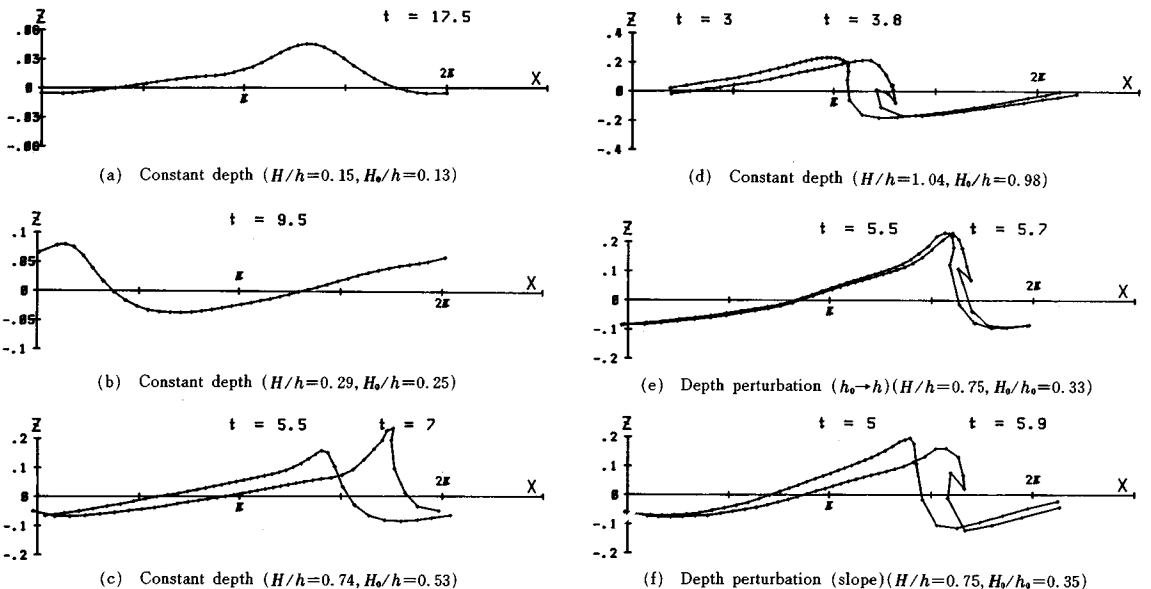 Z
t = 17.5
.06
.03
0
-.03
-.06
π
2π
X
(a) Constant depth (H/h=0.15, H₀/h=0.13)
Z
t = 9.5
.1
.05
0
-.05
-.1
π
2π
X
(b) Constant depth (H/h=0.29, H₀/h=0.25)
Z
t = 5.5
t = 7
.2
.1
0
-.1
-.2
π
2π
X
(c) Constant depth (H/h=0.74, H₀/h=0.53)
Z
t = 3
t = 3.8
.4
.2
0
-.2
-.4
π
2π
X
(d) Constant depth (H/h=1.04, H₀/h=0.98)
Z
t = 5.5
t = 5.7
.2
.1
0
-.1
-.2
π
2π
X
(e) Depth perturbation (h₀→h)(H/h=0.75, H₀/h₀=0.33)
Z
t = 5
t = 5.9
.2
.1
0
-.1
-.2
π
2π
X
(f) Depth perturbation (slope)(H/h=0.75, H₀/h₀=0.35)